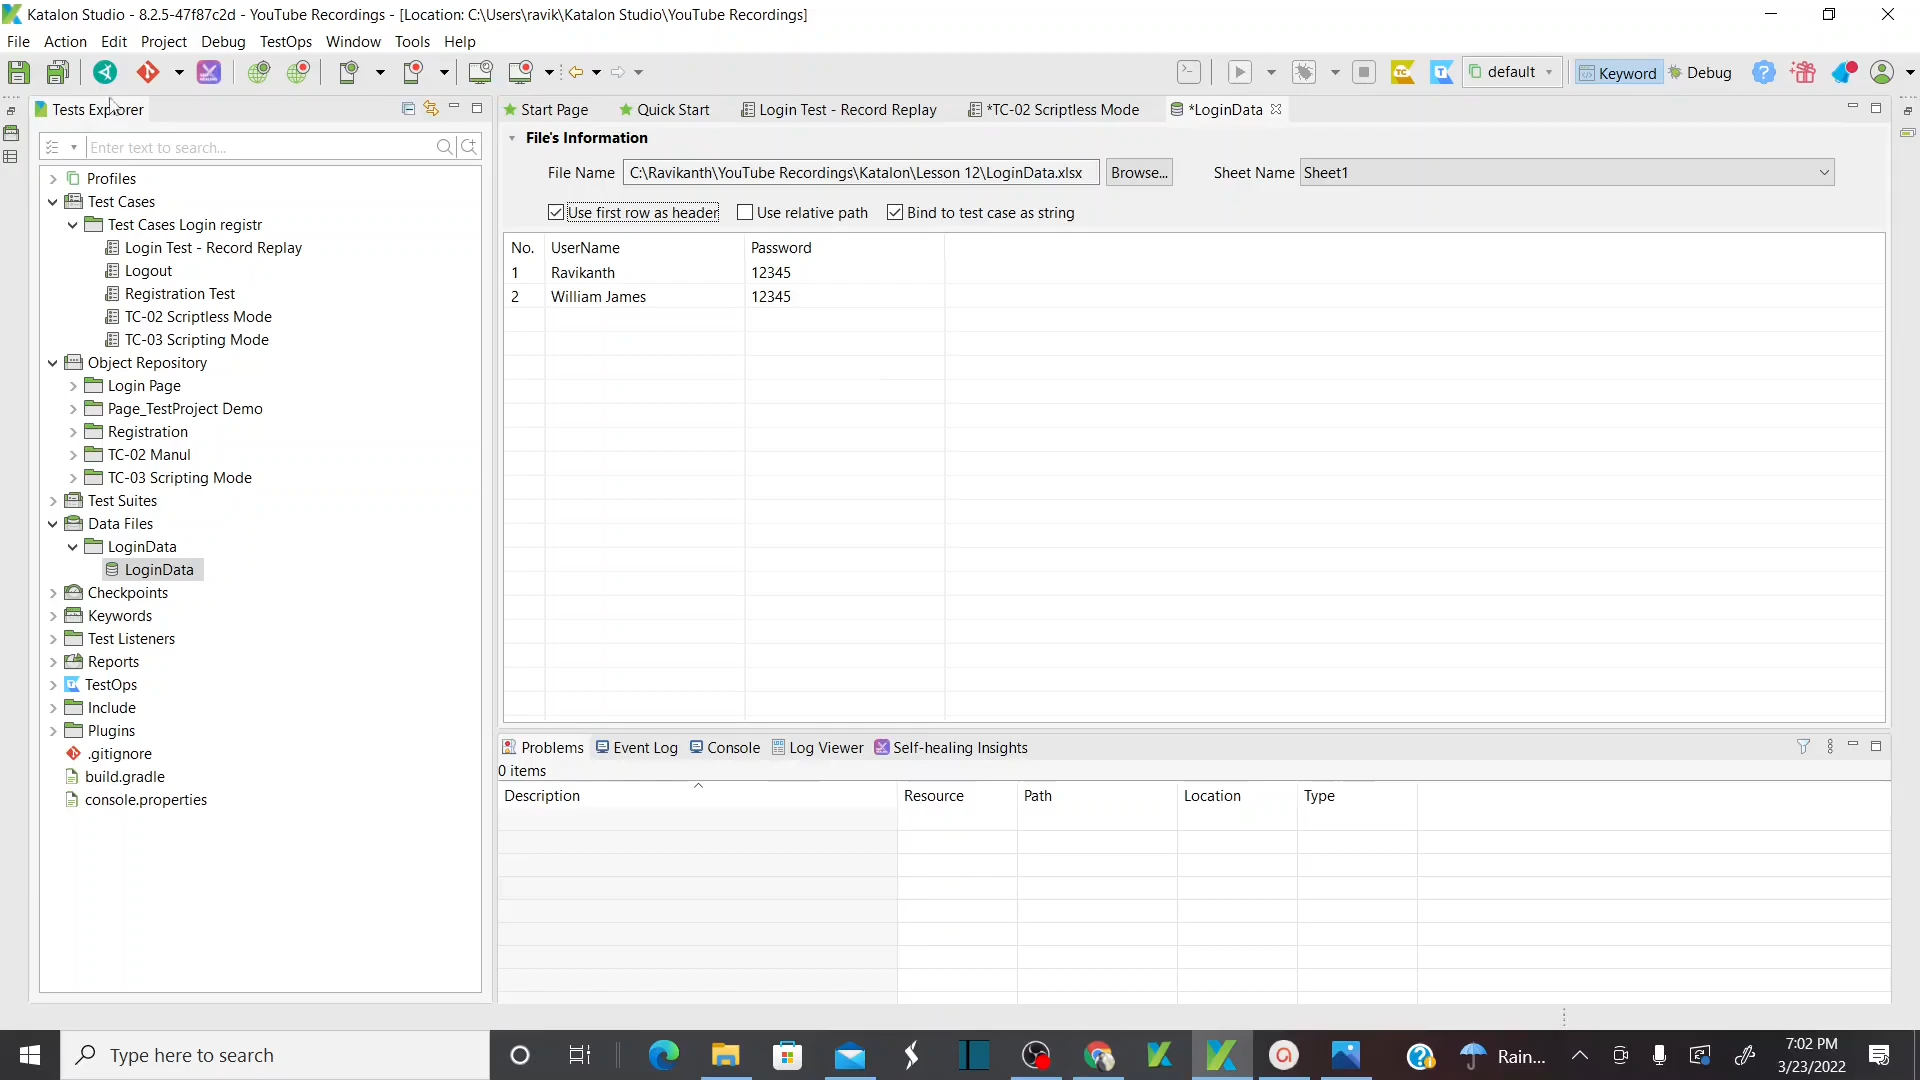 Katalon Studio - 8.2.5-47f87c2d - YouTube Recordings - [Location: C:\Users\ravik\Katalon Studio\YouTube Recordings]
File Action Edit Project Debug TestOps Window Tools Help
default Keyword Debug
Tests Explorer
Start Page Quick Start Login Test - Record Replay *TC-02 Scriptless Mode *LoginData
Enter text to search...
File's Information
File Name C:\Ravikanth\YouTube Recordings\Katalon\Lesson 12\LoginData.xlsx Browse... Sheet Name Sheet1
Use first row as header Use relative path Bind to test case as string
No. UserName Password
1 Ravikanth 12345
2 William James 12345
Profiles
Test Cases
Test Cases Login registr
Login Test - Record Replay
Logout
Registration Test
TC-02 Scriptless Mode
TC-03 Scripting Mode
Object Repository
Login Page
Page_TestProject Demo
Registration
TC-02 Manul
TC-03 Scripting Mode
Test Suites
Data Files
LoginData
LoginData
Checkpoints
Keywords
Test Listeners
Reports
TestOps
Include
Plugins
.gitignore
build.gradle
console.properties
Problems Event Log Console Log Viewer Self-healing Insights
0 items
Description Resource Path Location Type
Type here to search
Rain...
7:02 PM
3/23/2022